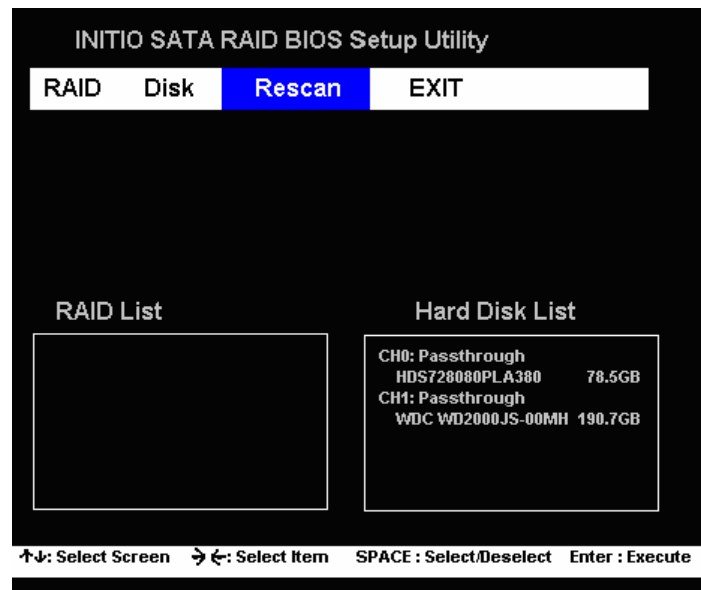 INITIO SATA RAID BIOS Setup Utility
RAID Disk Rescan EXIT
RAID List
Hard Disk List
CH0: Passthrough
HDS728080PLA380 78.5GB
CH1: Passthrough
WDC WD2000JS-00MH 190.7GB
↑↓: Select Screen →←: Select Item SPACE : Select/Deselect Enter : Execute